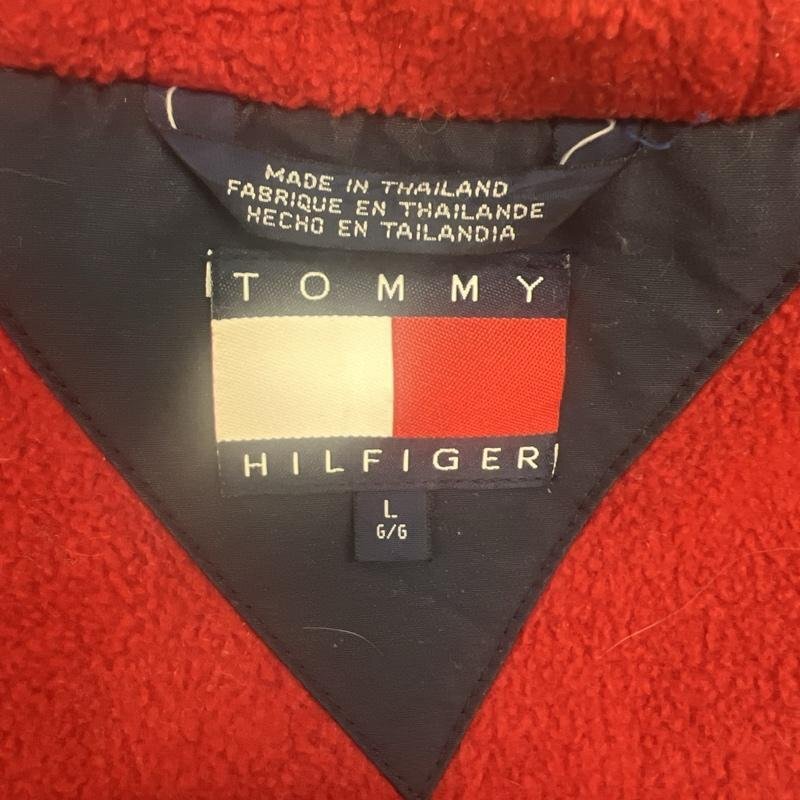 MADE IN THAILAND
FABRIQUE EN THAILANDE
HECHO EN TAILANDIA
TOMMY
HILFIGER
L
G/G